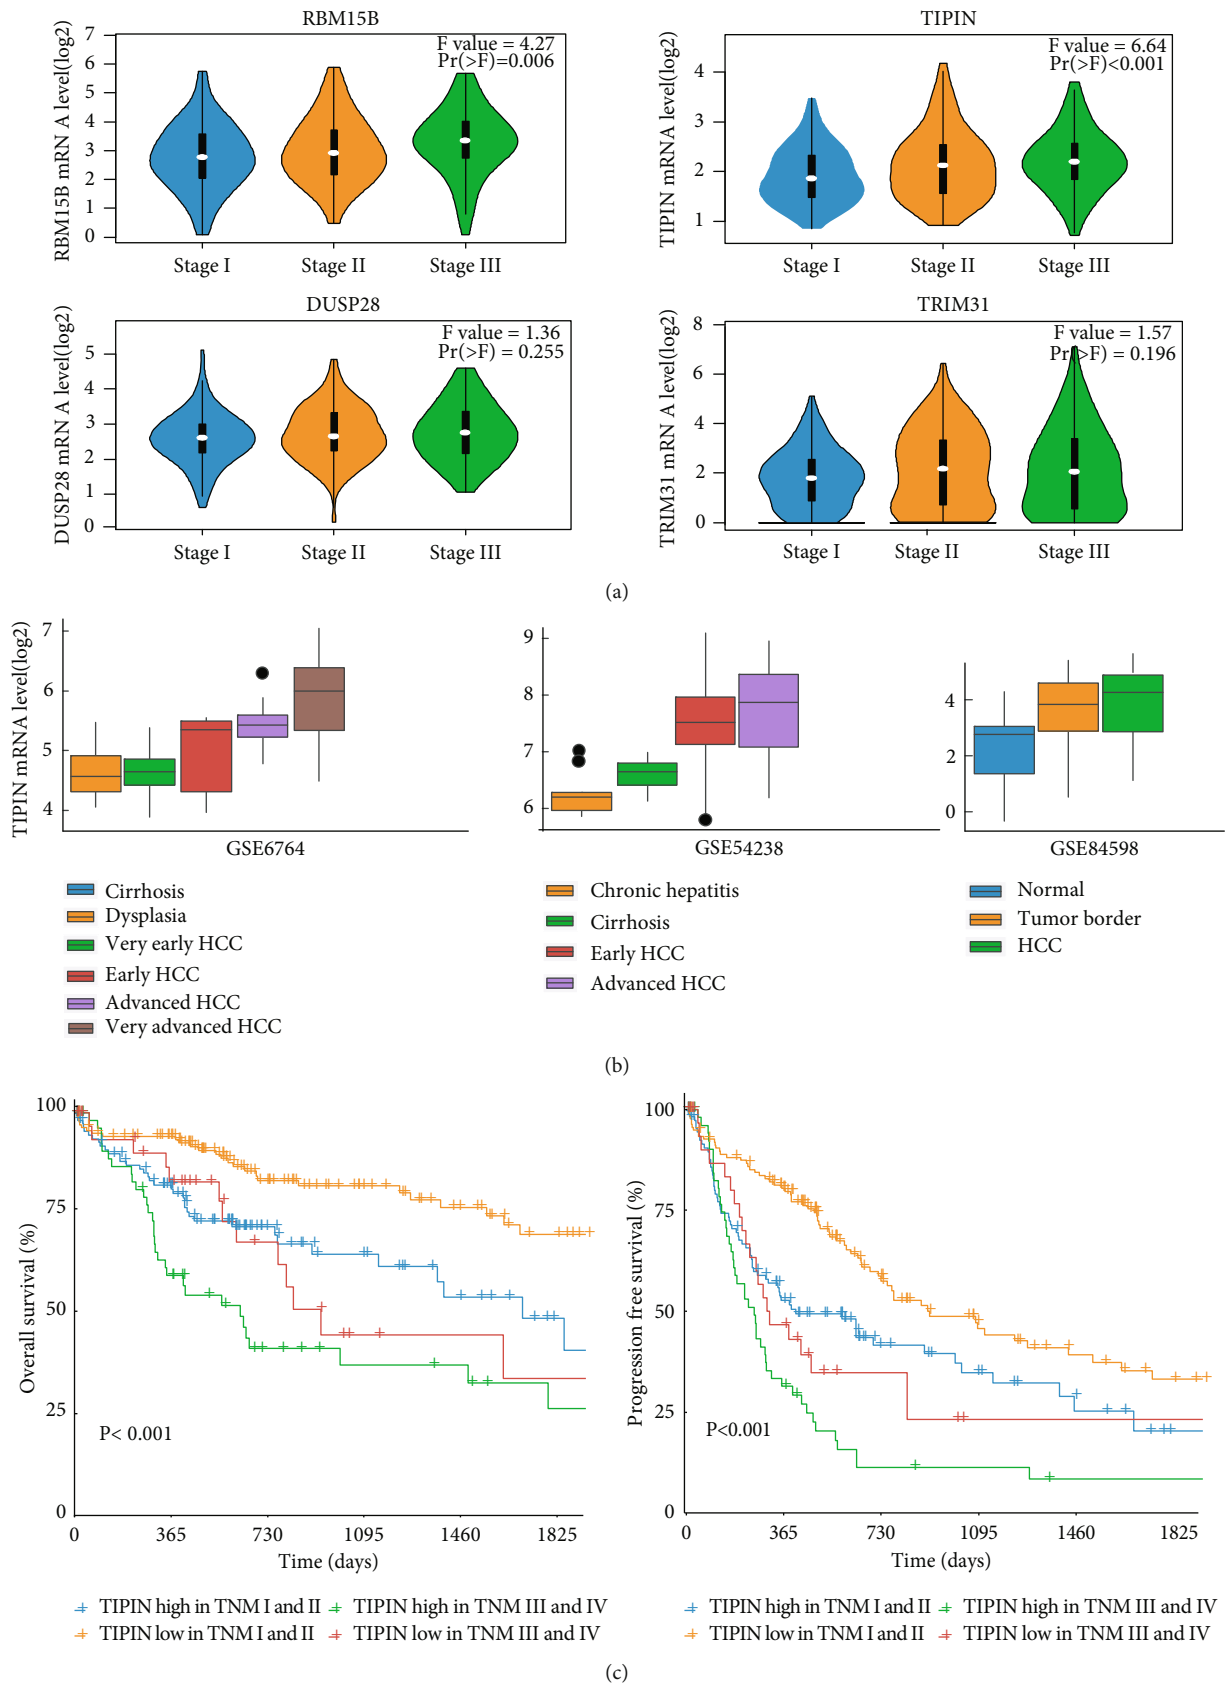 RBM15B
F value = 4.27
Pr(>F)=0.006
RBM15B mRN A level(log2)
7
6
5
4
3
2
1
0
Stage I
Stage II
Stage III
TIPIN
F value = 6.64
Pr(>F)<0.001
TIPIN mRNA level(log2)
4
3
2
1
Stage I
Stage II
Stage III
DUSP28
F value = 1.36
Pr(>F) = 0.255
DUSP28 mRN A level(log2)
5
4
3
2
1
0
Stage I
Stage II
Stage III
TRIM31
F value = 1.57
Pr(>F) = 0.196
TRIM31 mRN A level(log2)
8
6
4
2
0
Stage I
Stage II
Stage III
(a)
TIPIN mRNA level(log2)
7
6
5
4
GSE6764
Cirrhosis
Dysplasia
Very early HCC
Early HCC
Advanced HCC
Very advanced HCC
9
8
7
6
GSE54238
Chronic hepatitis
Cirrhosis
Early HCC
Advanced HCC
4
2
0
GSE84598
Normal
Tumor border
HCC
(b)
Overall survival (%)
100
75
50
25
0
P< 0.001
0 365 730 1095 1460 1825
Time (days)
TIPIN high in TNM I and II
TIPIN high in TNM III and IV
TIPIN low in TNM I and II
TIPIN low in TNM III and IV
Progression free survival (%)
100
75
50
25
0
P<0.001
0 365 730 1095 1460 1825
Time (days)
TIPIN high in TNM I and II
TIPIN high in TNM III and IV
TIPIN low in TNM I and II
TIPIN low in TNM III and IV
(c)